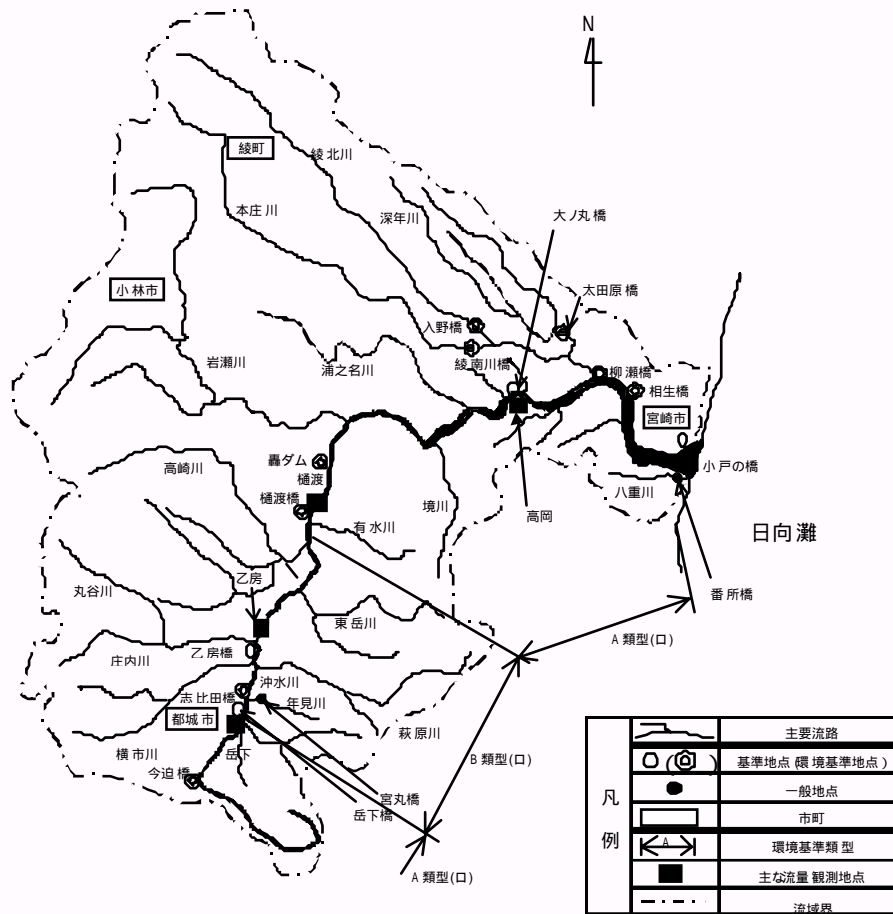 N
綾町
綾北川
本庄川
深年川
大ノ丸橋
小林市
太田原橋
入野橋
岩瀬川
浦之名川
綾南川橋
柳瀬橋
相生橋
宮崎市
高崎川
轟ダム
樋渡
樋渡橋
境川
小戸の橋
八重川
高岡
有水川
日向灘
丸谷川
乙房
番所橋
東岳川
A類型(ロ)
庄内川
乙房橋
沖水川
志比田橋
年見川
都城市
萩原川
横市川
岳下
B類型(ロ)
今迫橋
宮丸橋
岳下橋
A類型(ロ)
凡例
主要流路
基準地点(環境基準地点)
一般地点
市町
A
環境基準類型
主な流量観測地点
流域界